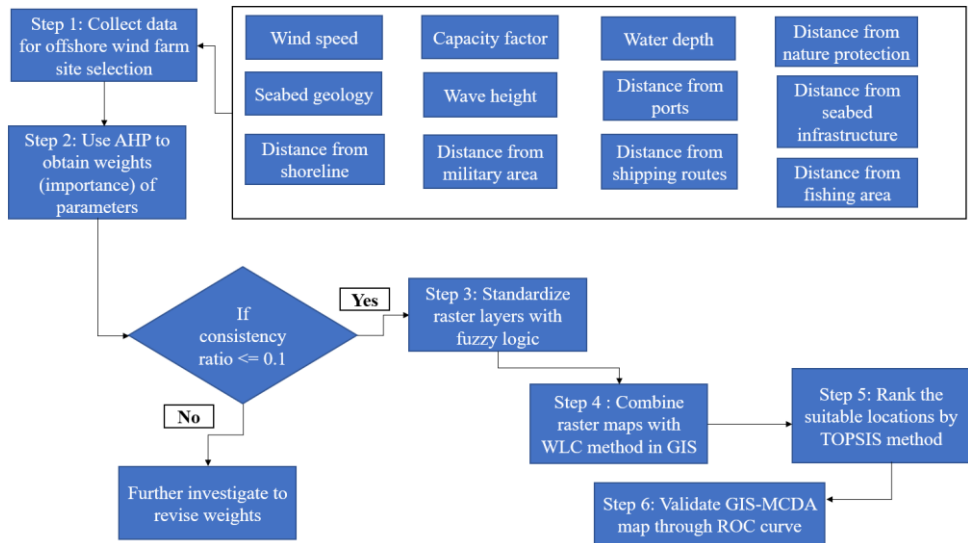 Step 1: Collect data
for offshore wind farm
site selection
Wind speed
Capacity factor
Water depth
Distance from
nature protection
Seabed geology
Wave height
Distance from
ports
Distance from
seabed
infrastructure
Distance from
shoreline
Distance from
military area
Distance from
shipping routes
Distance from
fishing area
Step 2: Use AHP to
obtain weights
(importance) of
parameters
If
consistency
ratio <= 0.1
Yes
No
Further investigate to
revise weights
Step 3: Standardize
raster layers with
fuzzy logic
Step 4 : Combine
raster maps with
WLC method in GIS
Step 5: Rank the
suitable locations by
TOPSIS method
Step 6: Validate GIS-MCDA
map through ROC curve